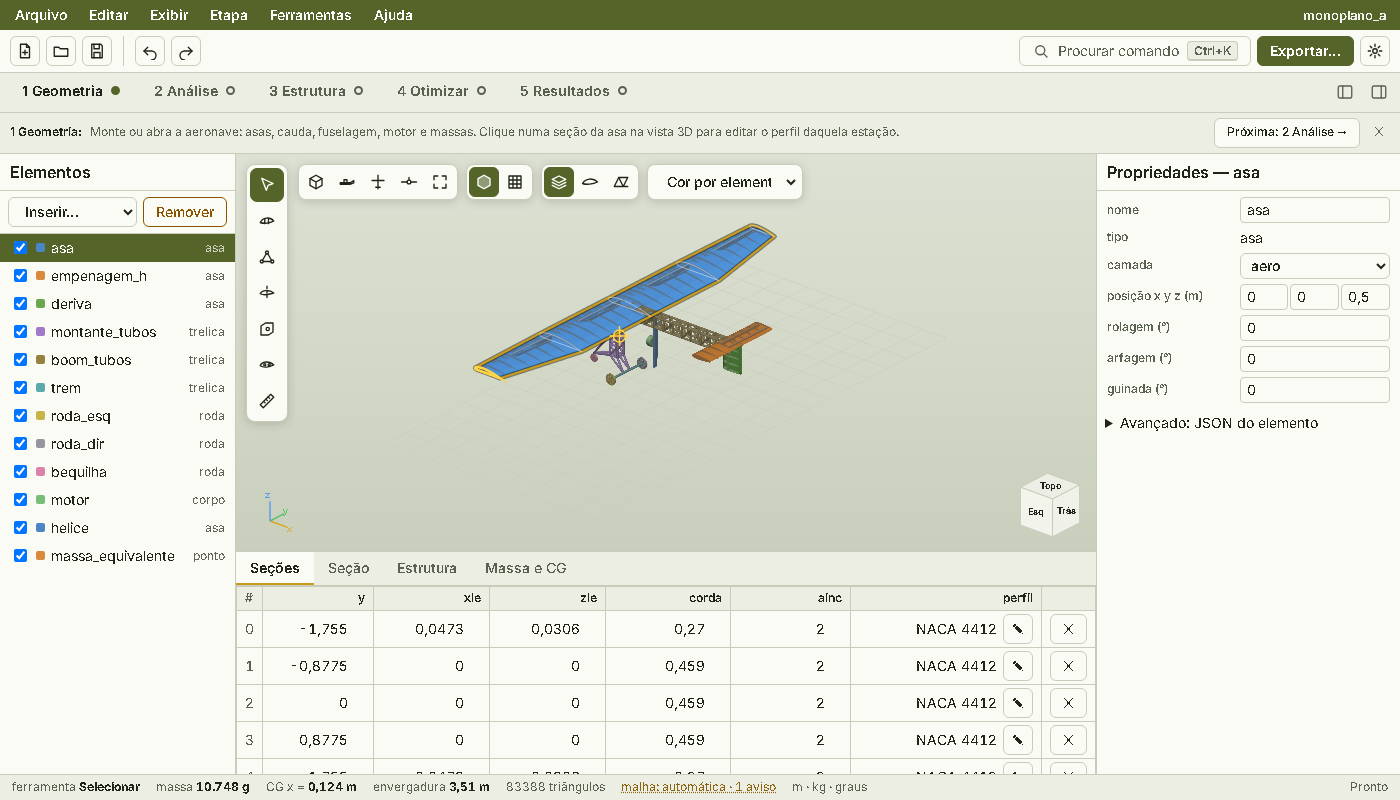 Arquivo Editar Exibir Etapa Ferramentas Ajuda monoplano_a
Procurar comando Ctrl+K Exportar...
1 Geometria 2 Análise 3 Estrutura 4 Otimizar 5 Resultados
1 Geometria: Monte ou abra a aeronave: asas, cauda, fuselagem, motor e massas. Clique numa seção da asa na vista 3D para editar o perfil daquela estação. Próxima: 2 Análise →
Elementos
Inserir... Remover
asa asa
empenagem_h asa
deriva asa
montante_tubos trelica
boom_tubos trelica
trem trelica
roda_esq roda
roda_dir roda
bequilha roda
motor corpo
helice asa
massa_equivalente ponto
Cor por element
z
y
x
Topo
Esq Trás
Seções Seção Estrutura Massa e CG
# y xle zle corda ainc perfil
0 -1,755 0,0473 0,0306 0,27 2 NACA 4412
1 -0,8775 0 0 0,459 2 NACA 4412
2 0 0 0 0,459 2 NACA 4412
3 0,8775 0 0 0,459 2 NACA 4412
Propriedades — asa
nome asa
tipo asa
camada aero
posição x y z (m) 0 0 0,5
rolagem (°) 0
arfagem (°) 0
guinada (°) 0
Avançado: JSON do elemento
ferramenta Selecionar massa 10.748 g CG x = 0,124 m envergadura 3,51 m 83388 triângulos malha: automática · 1 aviso m · kg · graus Pronto